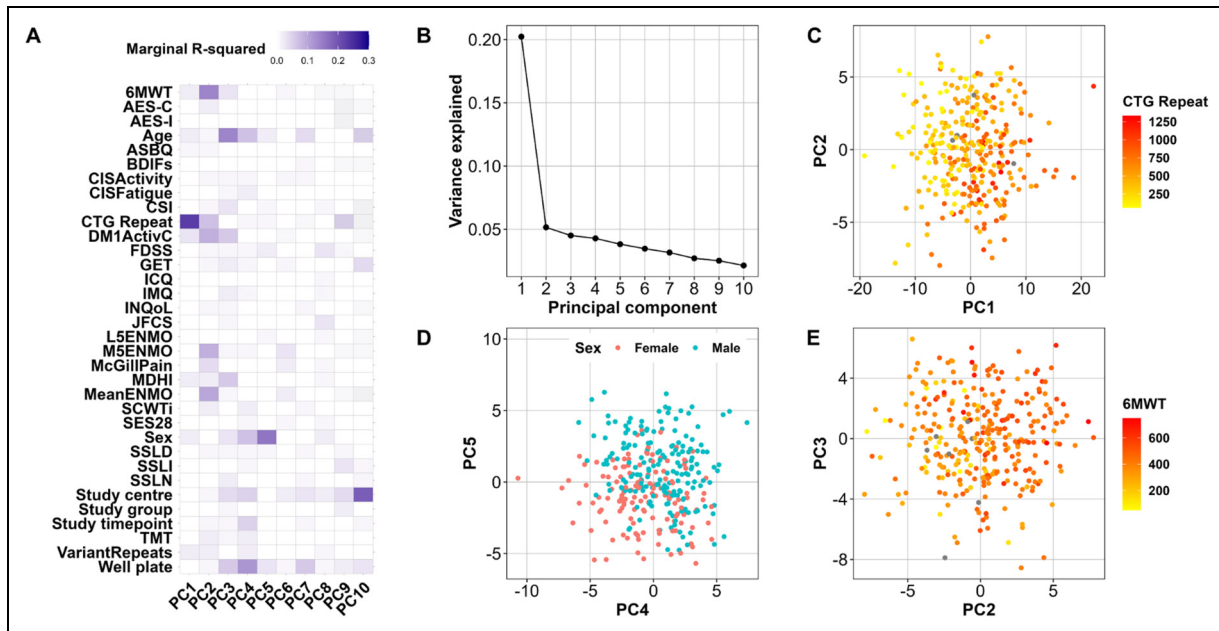 A
Marginal R-squared
0.0 0.1 0.2 0.3
6MWT
AES-C
AES-I
Age
ASBQ
BDIFs
CISActivity
CISFatigue
CSI
CTG Repeat
DM1ActivC
FDSS
GET
ICQ
IMQ
INQoL
JFCS
L5ENMO
M5ENMO
McGillPain
MDHI
MeanENMO
SCWTi
SES28
Sex
SSLD
SSLI
SSLN
Study centre
Study group
Study timepoint
TMT
VariantRepeats
Well plate
PC1 PC2 PC3 PC4 PC5 PC6 PC7 PC8 PC9 PC10
B
Variance explained
0.20
0.15
0.10
0.05
1 2 3 4 5 6 7 8 9 10
Principal component
C
PC2
5
0
-5
-20 -10 0 10 20
PC1
CTG Repeat
1250
1000
750
500
250
D
Sex Female Male
PC5
10
5
0
-5
-10 -5 0 5
PC4
E
PC3
4
0
-4
-8
-5 0 5
PC2
6MWT
600
400
200